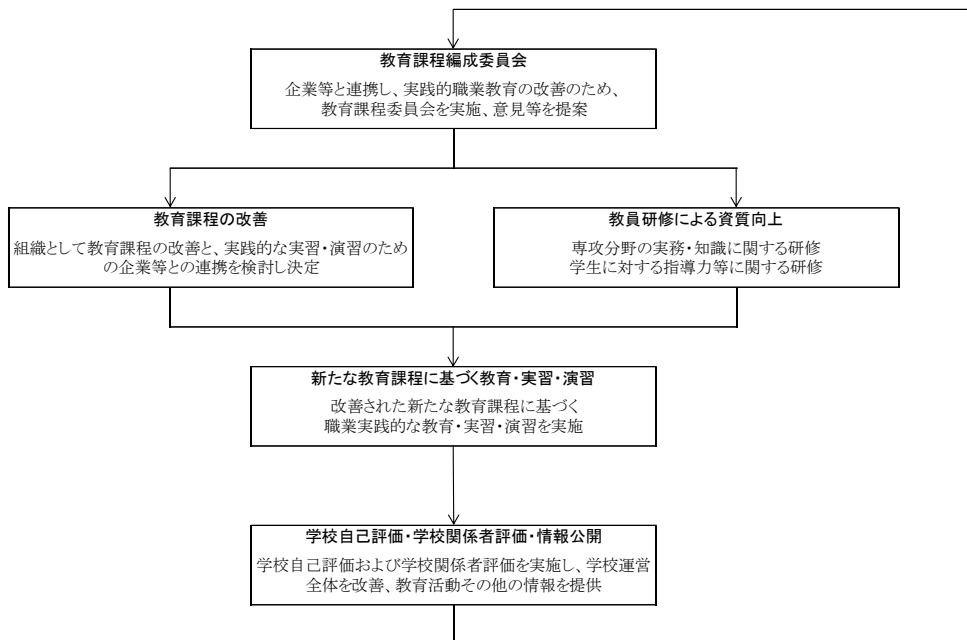 教育課程編成委員会
企業等と連携し、実践的職業教育の改善のため、
教育課程委員会を実施、意見等を提案
教育課程の改善
組織として教育課程の改善と、実践的な実習・演習のため
の企業等との連携を検討し決定
教員研修による資質向上
専攻分野の実務・知識に関する研修
学生に対する指導力等に関する研修
新たな教育課程に基づく教育・実習・演習
改善された新たな教育課程に基づく
職業実践的な教育・実習・演習を実施
学校自己評価・学校関係者評価・情報公開
学校自己評価および学校関係者評価を実施し、学校運営
全体を改善、教育活動その他の情報を提供